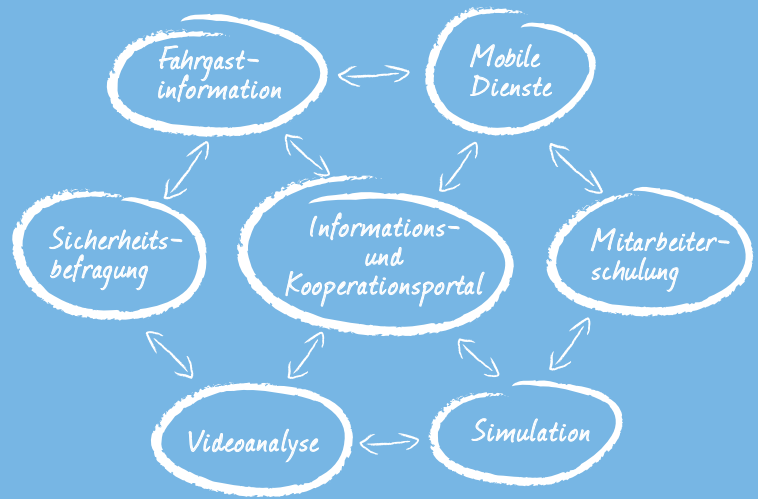 Fahrgast-
information
Mobile
Dienste
Sicherheits-
befragung
Informations-
und
Kooperationsportal
Mitarbeiter-
schulung
Videoanalyse
Simulation